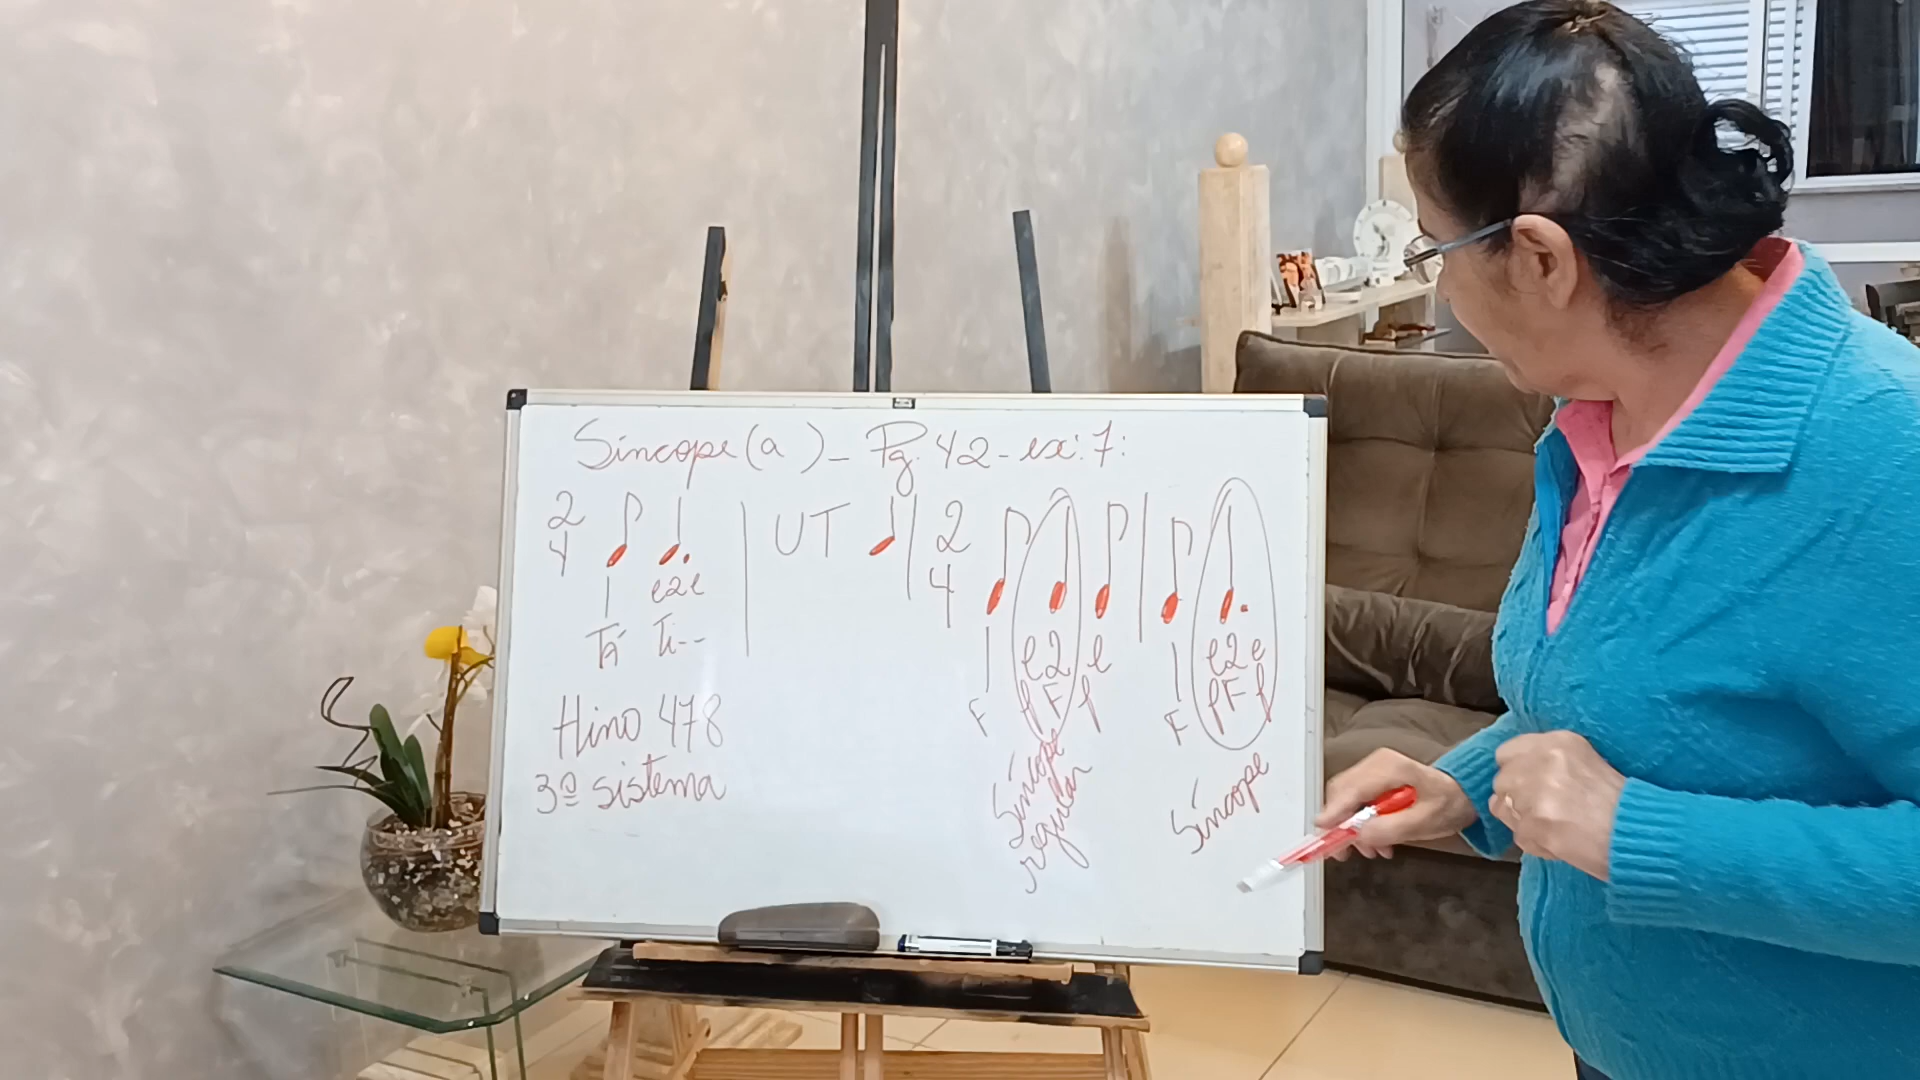 Síncope (a) - Pg. 42 - ex: 7:
2 4
UT
2 4
1 e2e
Tá Ti--
1 e2 e
1 e2e
F f F f
F f F f
Hino 478
3º sistema
Síncope regular
Síncope